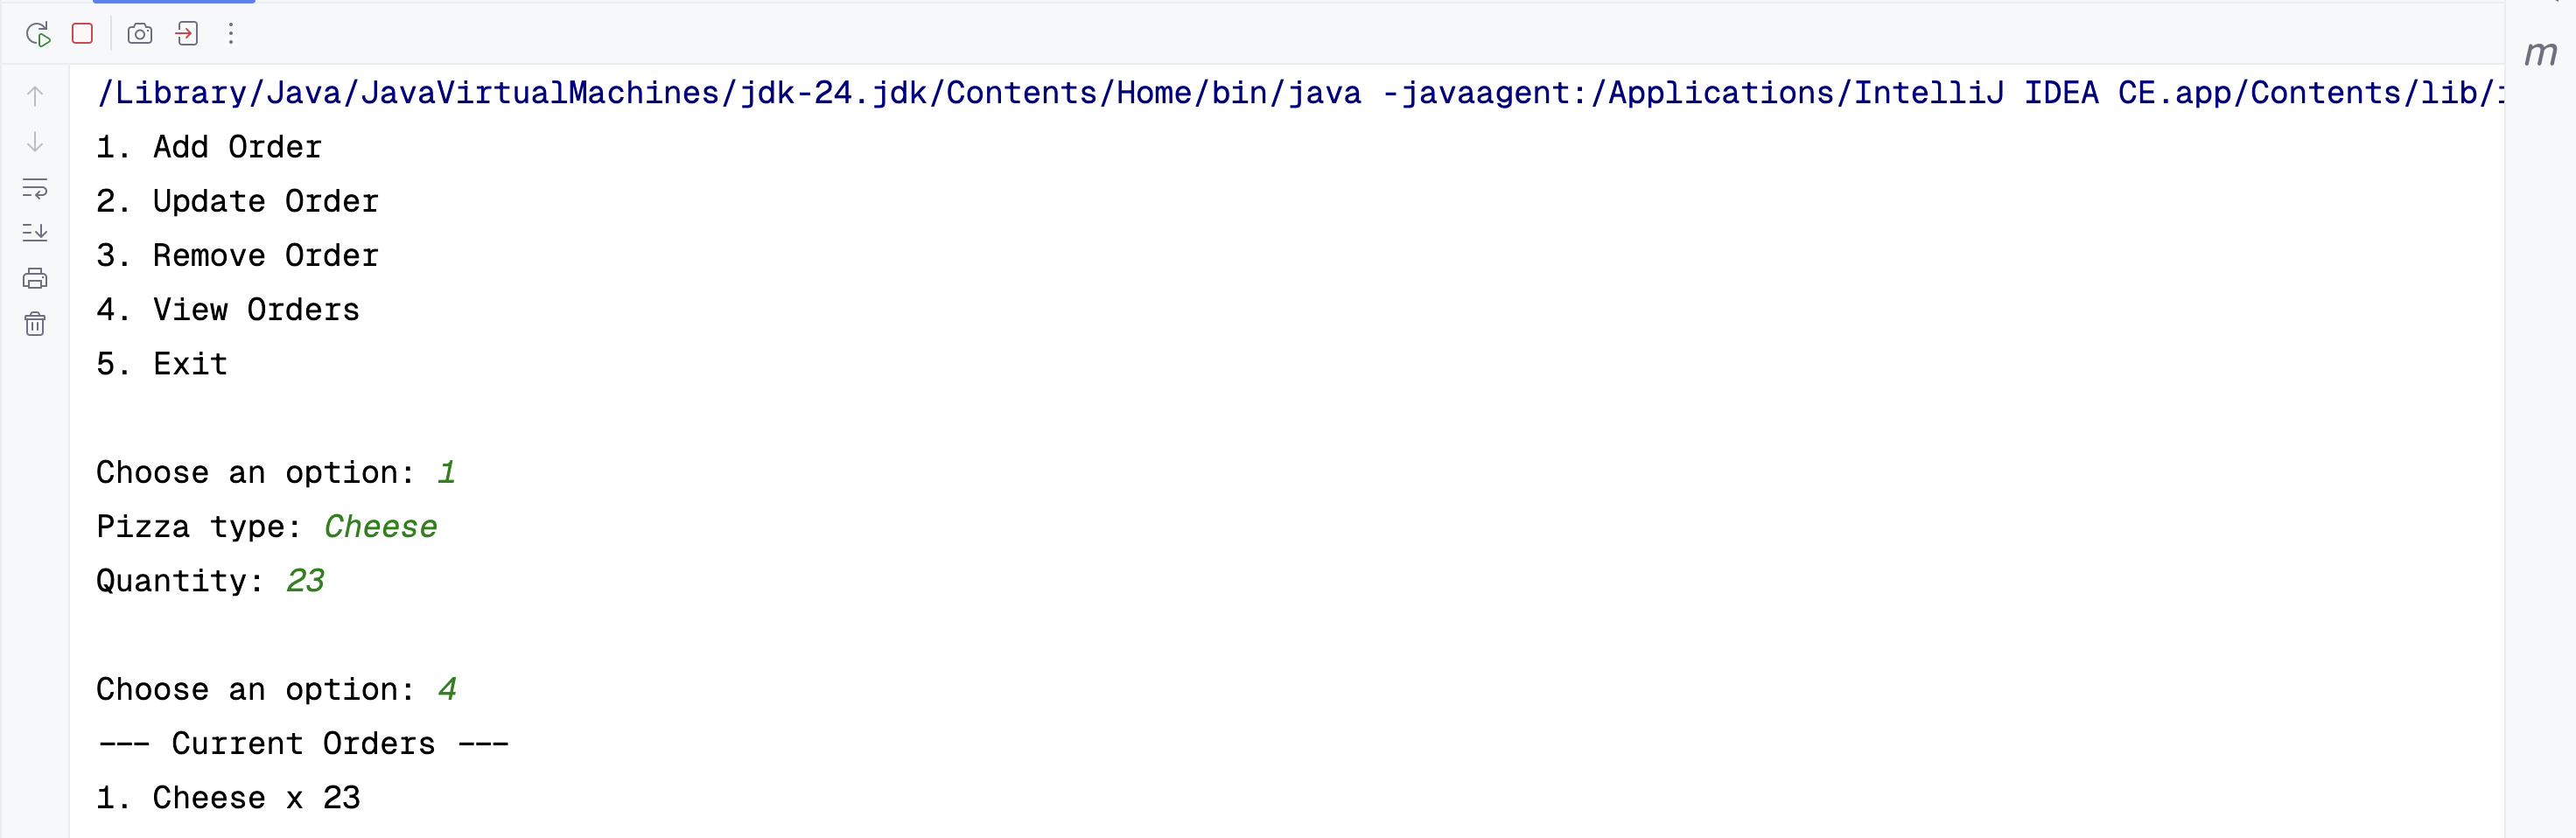 m
/Library/Java/JavaVirtualMachines/jdk-24.jdk/Contents/Home/bin/java -javaagent:/Applications/IntelliJ IDEA CE.app/Contents/lib/
1. Add Order
2. Update Order
3. Remove Order
4. View Orders
5. Exit
Choose an option: 1
Pizza type: Cheese
Quantity: 23
Choose an option: 4
--- Current Orders ---
1. Cheese x 23